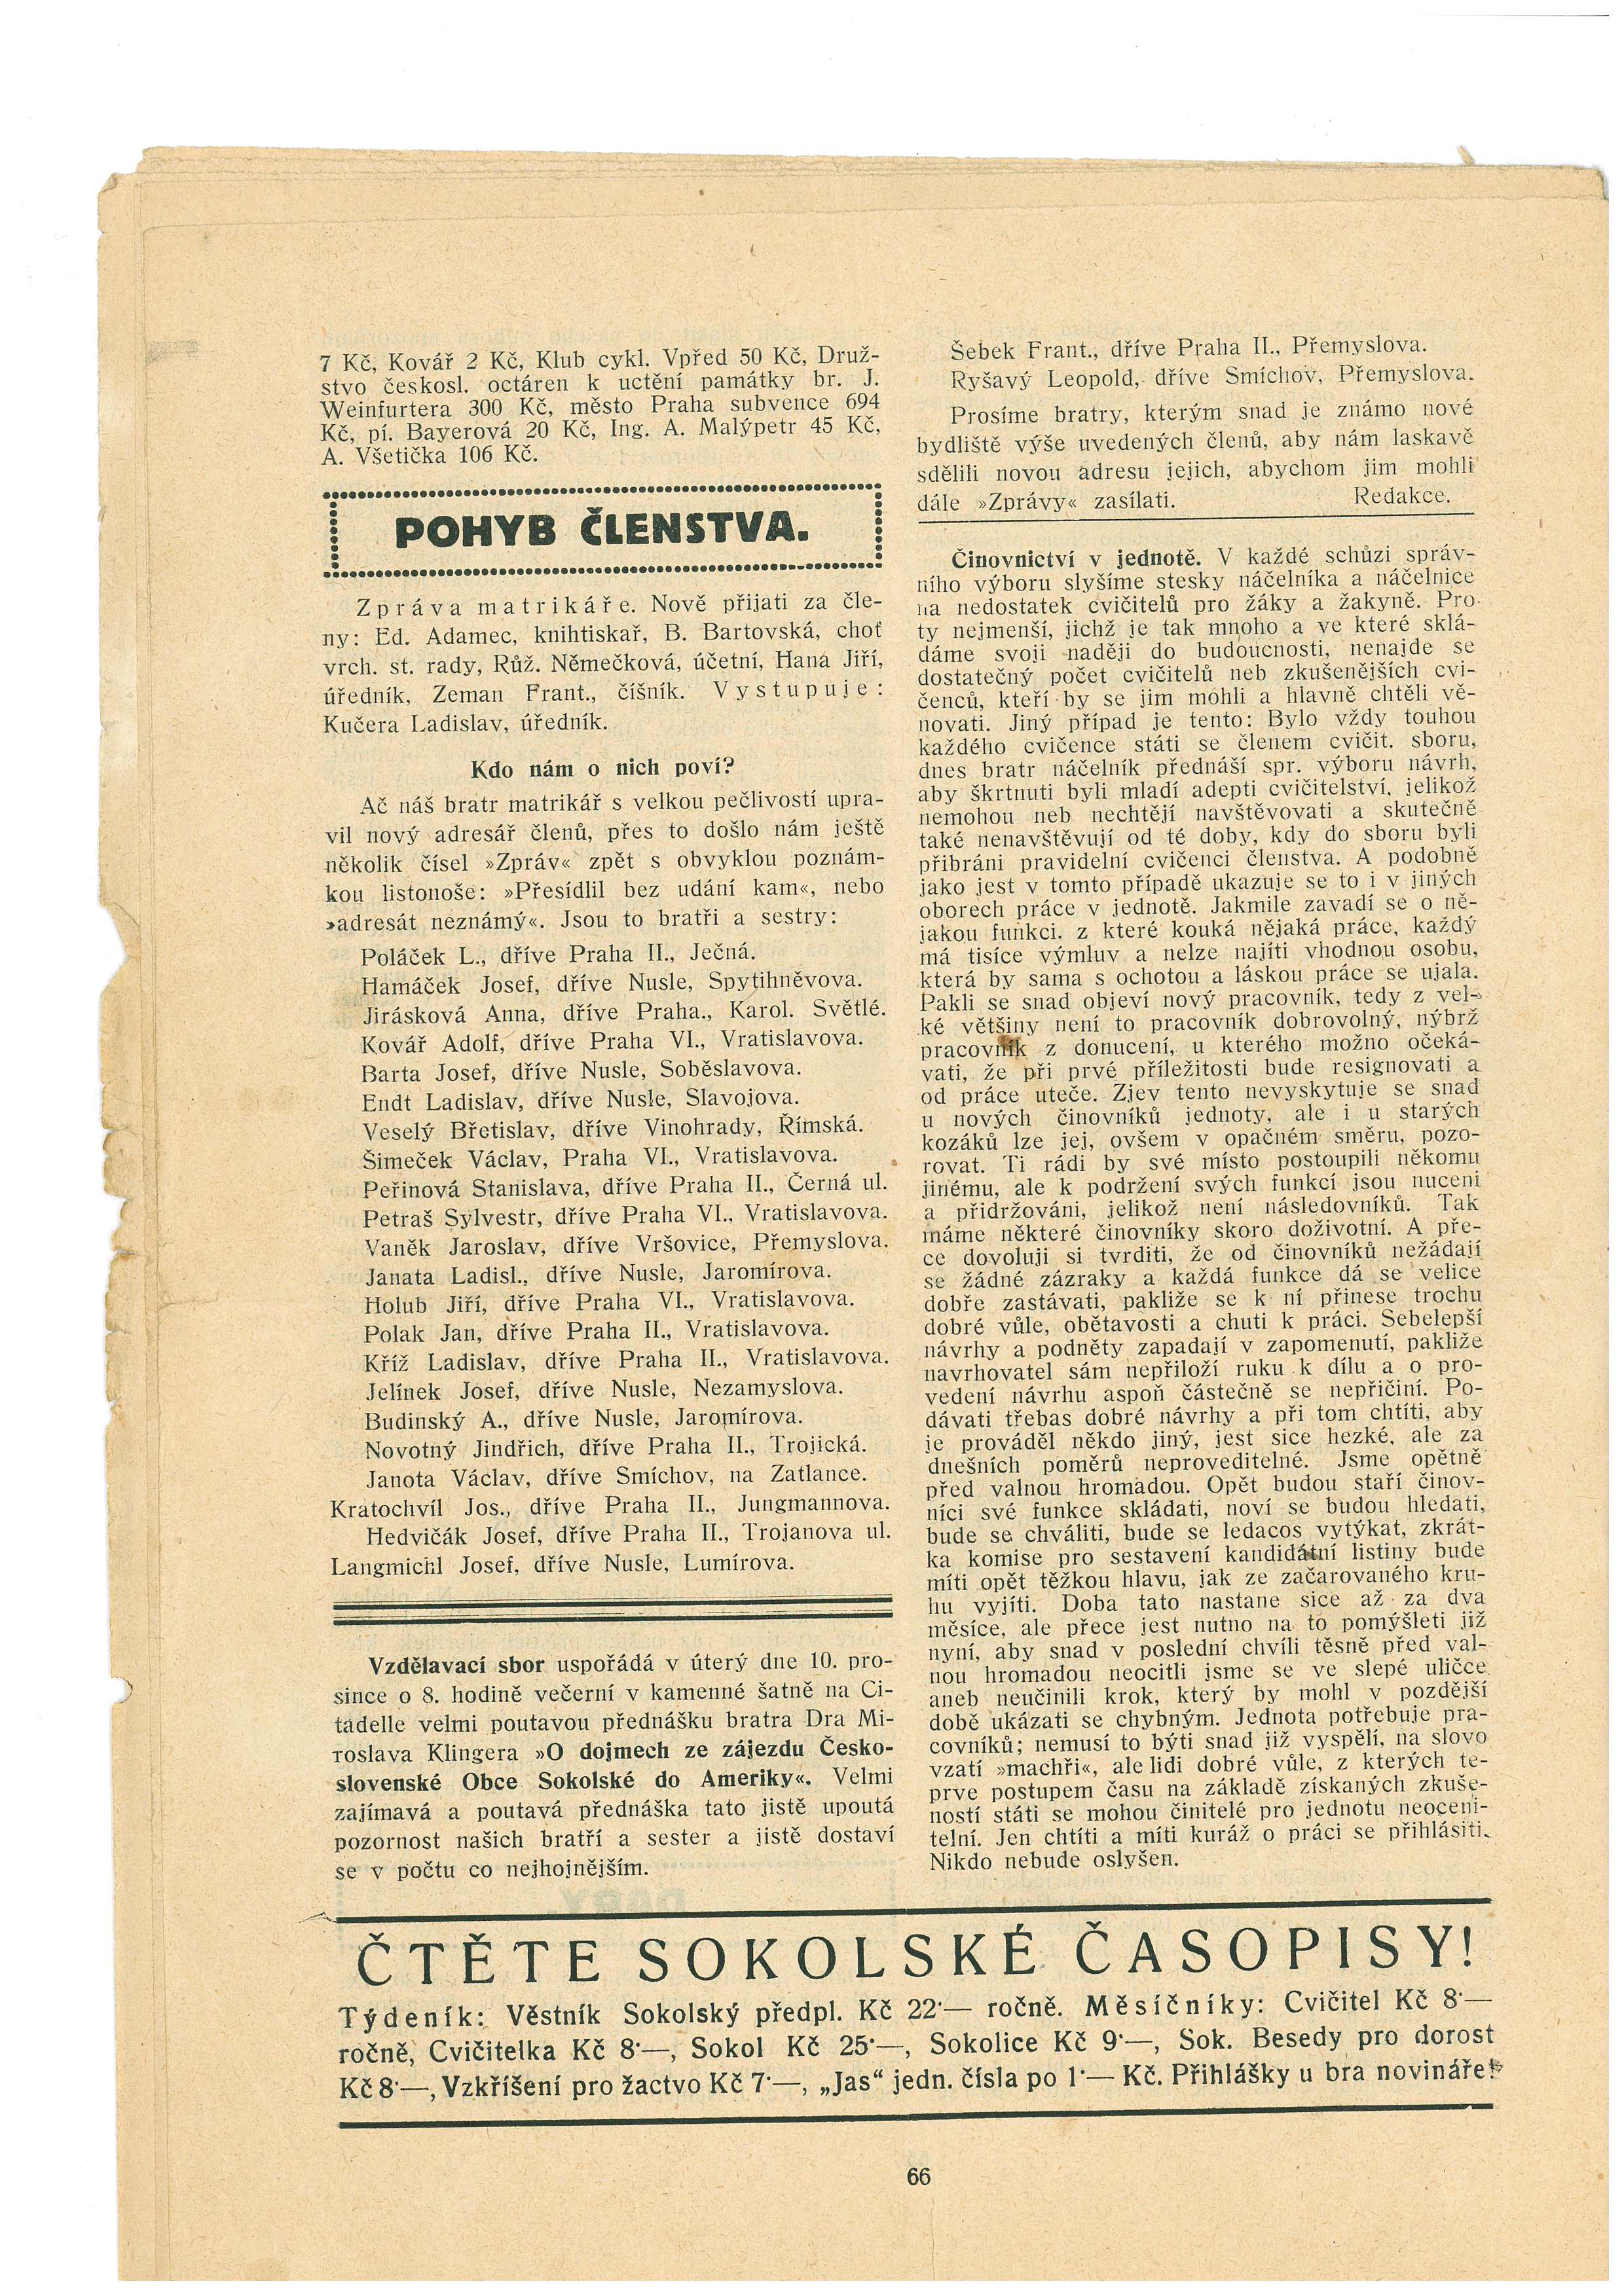 7 Kč, Kovář 2 Kč, Klub cykl. Vpřed 50 Kč, Druž-
stvo českosl. octáren k uctění památky br. J.
Weinfurtera 300 Kč, město Praha subvence 694
Kč, pí. Bayerová 20 Kč, Ing. A. Malýpetr 45 Kč,
A. Všetička 106 Kč.
POHYB ČLENSTVA.
Zpráva matrikáře. Nově přijati za čle-
ny: Ed. Adamec, knihtiskař, B. Bartovská, choť
vrch. st. rady, Růž. Němečková, účetní, Hana Jiří,
úředník, Zeman Frant., číšník. Vystupuje:
Kučera Ladislav, úředník.
Kdo nám o nich poví?
Ač náš bratr matrikář s velkou pečlivostí upra-
vil nový adresář členů, přes to došlo nám ještě
několik čísel »Zpráv« zpět s obvyklou poznám-
kou listonoše: »Přesídlil bez udání kam«, nebo
»adresát neznámý«. Jsou to bratři a sestry:
Poláček L., dříve Praha II., Ječná.
Hamáček Josef, dříve Nusle, Spytihněvova.
Jirásková Anna, dříve Praha., Karol. Světlé.
Kovář Adolf, dříve Praha VI., Vratislavova.
Barta Josef, dříve Nusle, Soběslavova.
Endt Ladislav, dříve Nusle, Slavojova.
Veselý Břetislav, dříve Vinohrady, Římská.
Šimeček Václav, Praha VI., Vratislavova.
Peřinová Stanislava, dříve Praha II., Černá ul.
Petraš Sylvestr, dříve Praha VI., Vratislavova.
Vaněk Jaroslav, dříve Vršovice, Přemyslova.
Janata Ladisl., dříve Nusle, Jaromírova.
Holub Jiří, dříve Praha VI., Vratislavova.
Polak Jan, dříve Praha II., Vratislavova.
Kříž Ladislav, dříve Praha II., Vratislavova.
Jelínek Josef, dříve Nusle, Nezamyslova.
Budinský A., dříve Nusle, Jaromírova.
Novotný Jindřich, dříve Praha II., Trojická.
Janota Václav, dříve Smíchov, na Zatlance.
Kratochvíl Jos., dříve Praha II., Jungmannova.
Hedvičák Josef, dříve Praha II., Trojanova ul.
Langmichl Josef, dříve Nusle, Lumírova.
Vzdělavací sbor uspořádá v úterý dne 10. pro-
since o 8. hodině večerní v kamenné šatně na Ci-
tadelle velmi poutavou přednášku bratra Dra Mi-
roslava Klingera »O dojmech ze zájezdu Česko-
slovenské Obce Sokolské do Ameriky«. Velmi
zajímavá a poutavá přednáška tato jistě upoutá
pozornost našich bratří a sester a jistě dostaví
se v počtu co nejhojnějším.
Šebek Frant., dříve Praha II., Přemyslova.
Ryšavý Leopold, dříve Smíchov, Přemyslova.
Prosíme bratry, kterým snad je známo nové
bydliště výše uvedených členů, aby nám laskavě
sdělili novou adresu jejich, abychom jim mohli
dále »Zprávy« zasílati. Redakce.
Činovnictví v jednotě. V každé schůzi správ-
ního výboru slyšíme stesky náčelníka a náčelnice
na nedostatek cvičitelů pro žáky a žakyně. Pro
ty nejmenší, jichž je tak mnoho a ve které sklá-
dáme svoji naději do budoucnosti, nenajde se
dostatečný počet cvičitelů neb zkušenějších cvi-
čenců, kteří by se jim mohli a hlavně chtěli vě-
novati. Jiný případ je tento: Bylo vždy touhou
každého cvičence státi se členem cvičit. sboru,
dnes bratr náčelník přednáší spr. výboru návrh,
aby škrtnuti byli mladí adepti cvičitelství, jelikož
nemohou neb nechtějí navštěvovati a skutečně
také nenavštěvují od té doby, kdy do sboru byli
přibráni pravidelní cvičenci členstva. A podobně
jako jest v tomto případě ukazuje se to i v jiných
oborech práce v jednotě. Jakmile zavadí se o ně-
jakou funkci. z které kouká nějaká práce, každý
má tisíce výmluv a nelze najíti vhodnou osobu,
která by sama s ochotou a láskou práce se ujala.
Pakli se snad objeví nový pracovník, tedy z vel-
ké většiny není to pracovník dobrovolný, nýbrž
pracovník z donucení, u kterého možno očeká-
vati, že při prvé příležitosti bude resignovati a
od práce uteče. Zjev tento nevyskytuje se snad
u nových činovníků jednoty, ale i u starých
kozáků lze jej, ovšem v opačném směru, pozo-
rovat. Ti rádi by své místo postoupili někomu
jinému, ale k podržení svých funkcí jsou nuceni
a přidržováni, jelikož není následovníků. Tak
máme některé činovníky skoro doživotní. A pře-
ce dovoluji si tvrditi, že od činovníků nežádají
se žádné zázraky a každá funkce dá se velice
dobře zastávati, pakliže se k ní přinese trochu
dobré vůle, obětavosti a chuti k práci. Sebelepší
návrhy a podněty zapadají v zapomenutí, pakliže
navrhovatel sám nepřiloží ruku k dílu a o pro-
vedení návrhu aspoň částečně se nepřičiní. Po-
dávati třebas dobré návrhy a při tom chtíti, aby
je prováděl někdo jiný, jest sice hezké, ale za
dnešních poměrů neproveditelné. Jsme opětně
před valnou hromadou. Opět budou staří činov-
níci své funkce skládati, noví se budou hledati,
bude se chváliti, bude se ledacos vytýkat, zkrát-
ka komise pro sestavení kandidátní listiny bude
míti opět těžkou hlavu, jak ze začarovaného kru-
hu vyjíti. Doba tato nastane sice až za dva
měsíce, ale přece jest nutno na to pomýšleti již
nyní, aby snad v poslední chvíli těsně před val-
nou hromadou neocitli jsme se ve slepé uličce
aneb neučinili krok, který by mohl v pozdější
době ukázati se chybným. Jednota potřebuje pra-
covníků; nemusí to býti snad již vyspělí, na slovo
vzatí »machři«, ale lidi dobré vůle, z kterých te-
prve postupem času na základě získaných zkuše-
ností státi se mohou činitelé pro jednotu neoceni-
telní. Jen chtíti a míti kuráž o práci se přihlásiti.
Nikdo nebude oslyšen.
ČTĚTE SOKOLSKÉ ČASOPISY!
Týdeník: Věstník Sokolský předpl. Kč 22·— ročně. Měsíčníky: Cvičitel Kč 8·—
ročně, Cvičitelka Kč 8·—, Sokol Kč 25·—, Sokolice Kč 9·—, Sok. Besedy pro dorost
Kč 8·—, Vzkříšení pro žactvo Kč 7·—, „Jas“ jedn. čísla po 1·— Kč. Přihlášky u bra novináře!
66